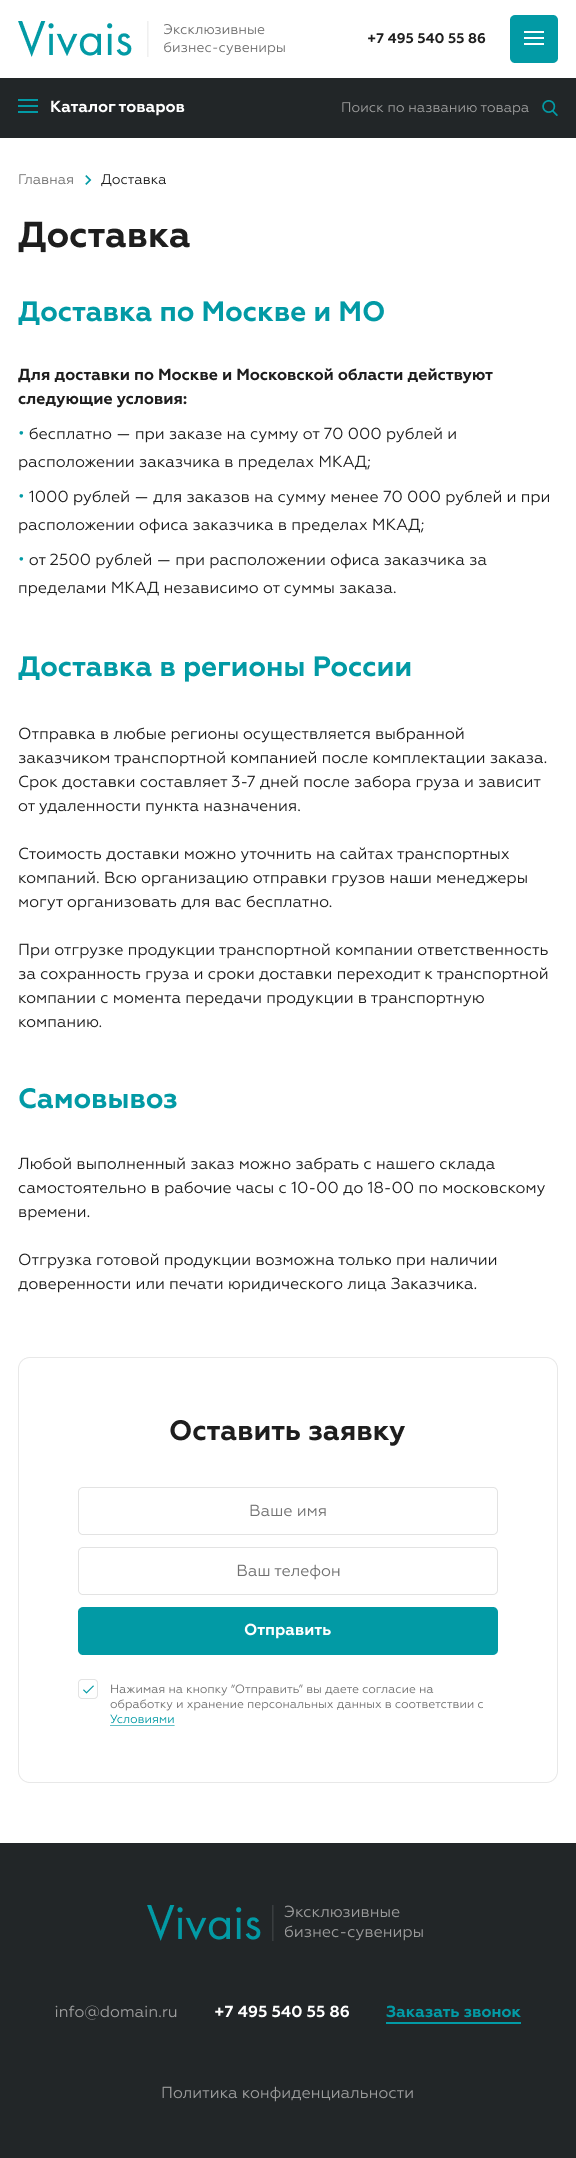 Vivais
Эксклюзивные
бизнес-сувениры
+7 495 540 55 86
Каталог товаров
Поиск по названию товара
Главная
Доставка
Доставка
Доставка по Москве и МО
Для доставки по Москве и Московской области действуют
следующие условия:
• бесплатно — при заказе на сумму от 70 000 рублей и
расположении заказчика в пределах МКАД;
• 1000 рублей — для заказов на сумму менее 70 000 рублей и при
расположении офиса заказчика в пределах МКАД;
• от 2500 рублей — при расположении офиса заказчика за
пределами МКАД независимо от суммы заказа.
Доставка в регионы России
Отправка в любые регионы осуществляется выбранной
заказчиком транспортной компанией после комплектации заказа.
Срок доставки составляет 3-7 дней после забора груза и зависит
от удаленности пункта назначения.
Стоимость доставки можно уточнить на сайтах транспортных
компаний. Всю организацию отправки грузов наши менеджеры
могут организовать для вас бесплатно.
При отгрузке продукции транспортной компании ответственность
за сохранность груза и сроки доставки переходит к транспортной
компании с момента передачи продукции в транспортную
компанию.
Самовывоз
Любой выполненный заказ можно забрать с нашего склада
самостоятельно в рабочие часы с 10-00 до 18-00 по московскому
времени.
Отгрузка готовой продукции возможна только при наличии
доверенности или печати юридического лица Заказчика.
Оставить заявку
Ваше имя
Ваш телефон
Отправить
Нажимая на кнопку “Отправить” вы даете согласие на
обработку и хранение персональных данных в соответствии с
Условиями
Vivais
Эксклюзивные
бизнес-сувениры
info@domain.ru
+7 495 540 55 86
Заказать звонок
Политика конфиденциальности